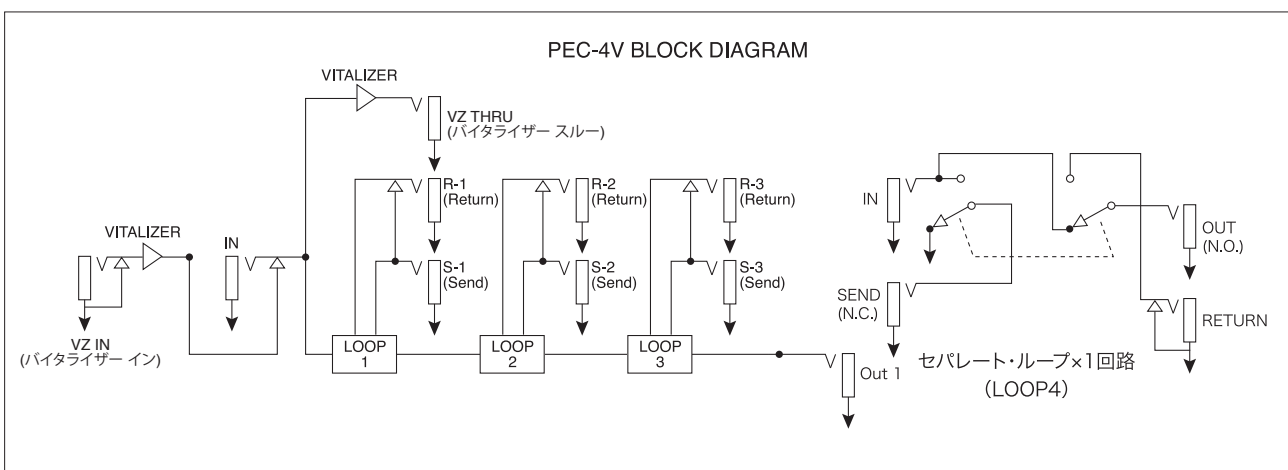 PEC-4V BLOCK DIAGRAM
VITALIZER
VZ THRU
(バイタライザー スルー)
R-1
(Return)
R-2
(Return)
R-3
(Return)
IN
OUT
(N.O.)
VITALIZER
IN
S-1
(Send)
S-2
(Send)
S-3
(Send)
SEND
(N.C.)
RETURN
VZ IN
(バイタライザー イン)
LOOP
1
LOOP
2
LOOP
3
Out 1
セパレート・ループ×1回路
(LOOP4)